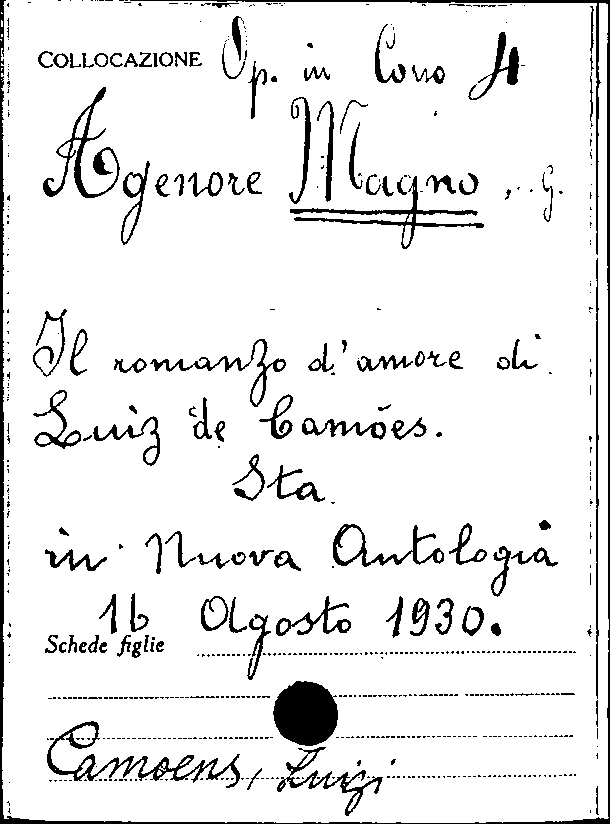 COLLOCAZIONE Op. in Cons 4
Agenore Magno, G.
Il romanzo d'amore di
Luiz de Camões.
Sta
in Nuova Antologia
16 Agosto 1930.
Schede figlie
Camoens, Luigi